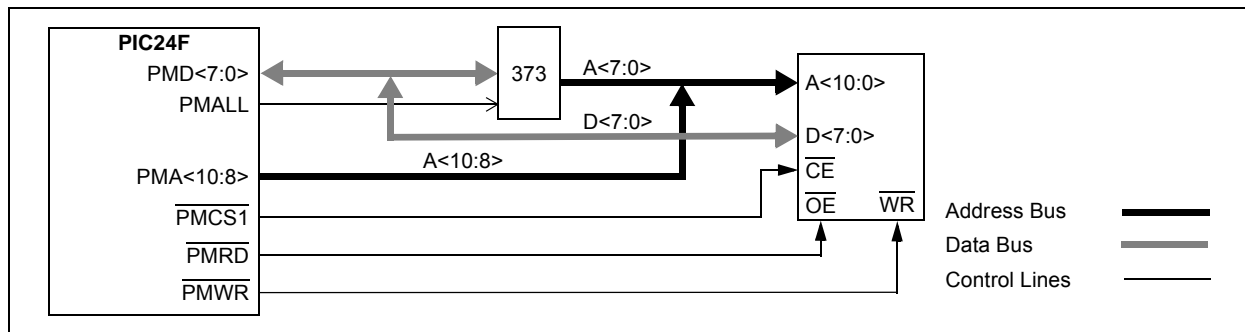 PIC24F
PMD<7:0>
PMALL
PMA<10:8>
PMCS1
PMRD
PMWR
373
A<7:0>
D<7:0>
A<10:8>
A<10:0>
D<7:0>
CE
OE WR
Address Bus
Data Bus
Control Lines